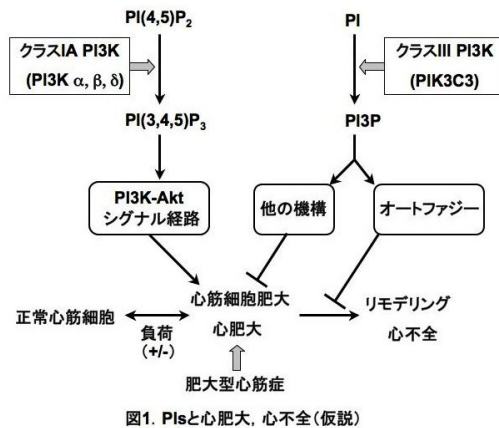 PI(4,5)P₂
PI
クラスIA PI3K
(PI3K α, β, δ)
クラスIII PI3K
(PIK3C3)
PI(3,4,5)P₃
PI3P
PI3K-Akt
シグナル経路
他の機構
オートファジー
心筋細胞肥大
心肥大
正常心筋細胞
負荷
(+/-)
リモデリング
心不全
肥大型心筋症
図1. PIsと心肥大, 心不全(仮説)